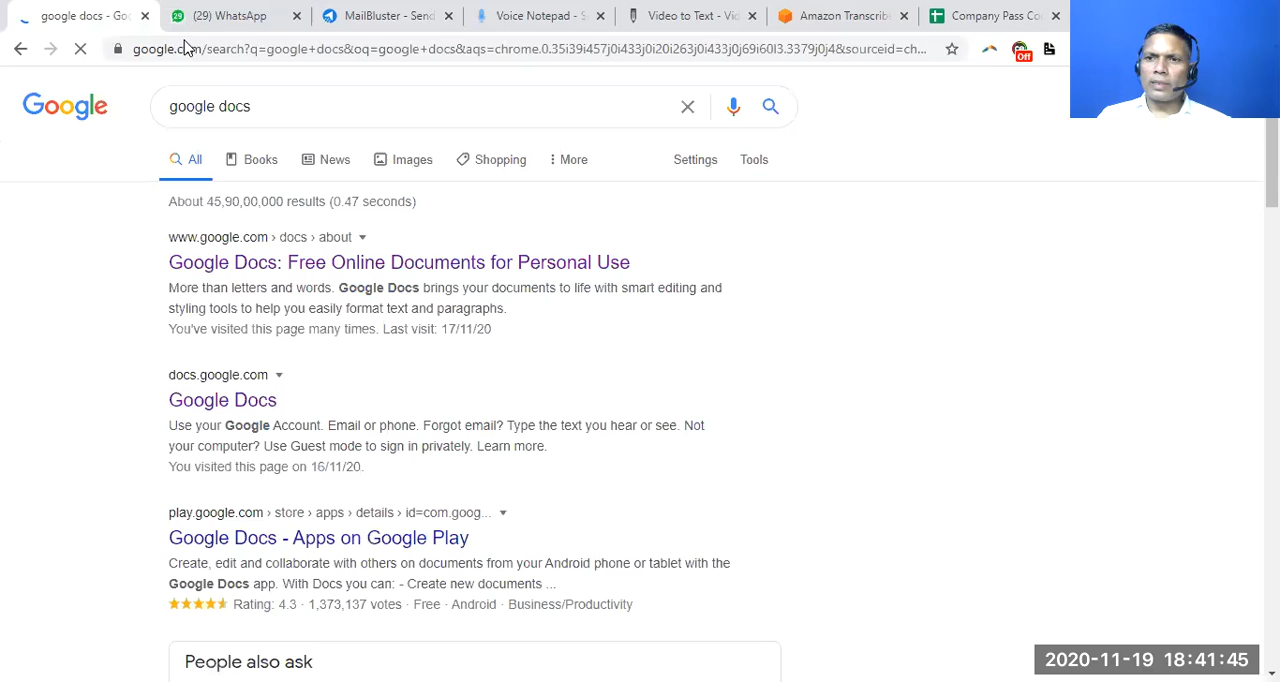 google docs - Goo
(29) WhatsApp
MailBluster - Send
Voice Notepad - S
Video to Text - Vid
Amazon Transcribe
Company Pass Co
google.com/search?q=google+docs&oq=google+docs&aqs=chrome.0.35i39i457j0i433j0i20i263j0i433j0j69i60l3.3379j0j4&sourceid=ch...
Off
Google
google docs
All
Books
News
Images
Shopping
More
Settings
Tools
About 45,90,00,000 results (0.47 seconds)
www.google.com › docs › about
Google Docs: Free Online Documents for Personal Use
More than letters and words. Google Docs brings your documents to life with smart editing and
styling tools to help you easily format text and paragraphs.
You've visited this page many times. Last visit: 17/11/20
docs.google.com
Google Docs
Use your Google Account. Email or phone. Forgot email? Type the text you hear or see. Not
your computer? Use Guest mode to sign in privately. Learn more.
You visited this page on 16/11/20.
play.google.com › store › apps › details › id=com.goog...
Google Docs - Apps on Google Play
Create, edit and collaborate with others on documents from your Android phone or tablet with the
Google Docs app. With Docs you can: - Create new documents ...
Rating: 4.3 · 1,373,137 votes · Free · Android · Business/Productivity
People also ask
2020-11-19 18:41:45